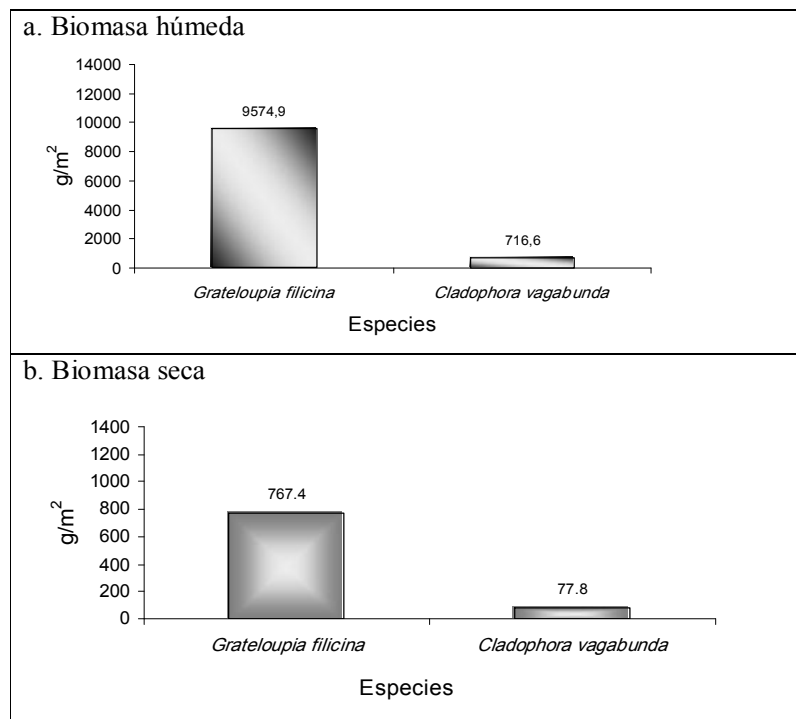 a. Biomasa húmeda
14000
12000
10000
8000
6000
4000
2000
0
g/m²
9574,9
716,6
Grateloupia filicina
Cladophora vagabunda
Especies
b. Biomasa seca
1400
1200
1000
800
600
400
200
0
g/m²
767.4
77.8
Grateloupia filicina
Cladophora vagabunda
Especies